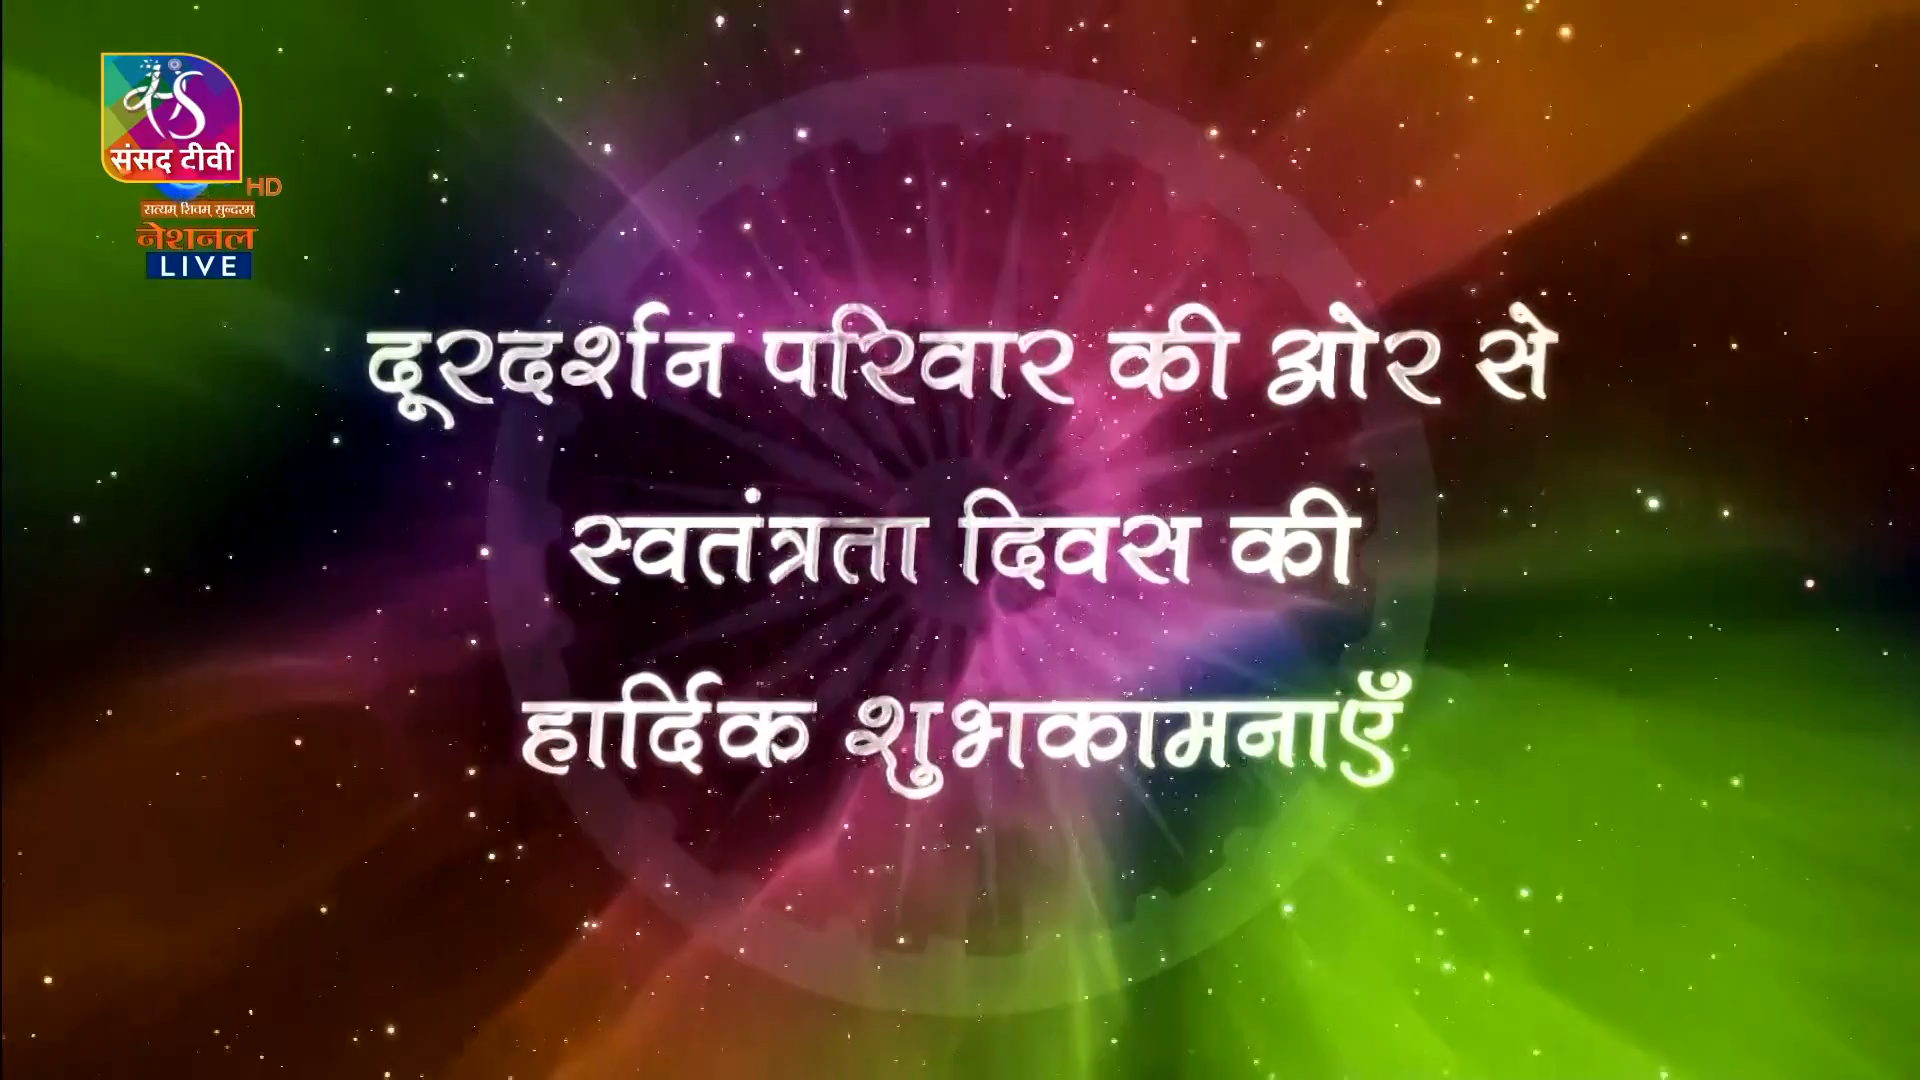 संसद टीवी
HD
सत्यम् शिवम् सुन्दरम्
नेशनल
LIVE
दूरदर्शन परिवार की ओर से
स्वतंत्रता दिवस की
हार्दिक शुभकामनाएँ